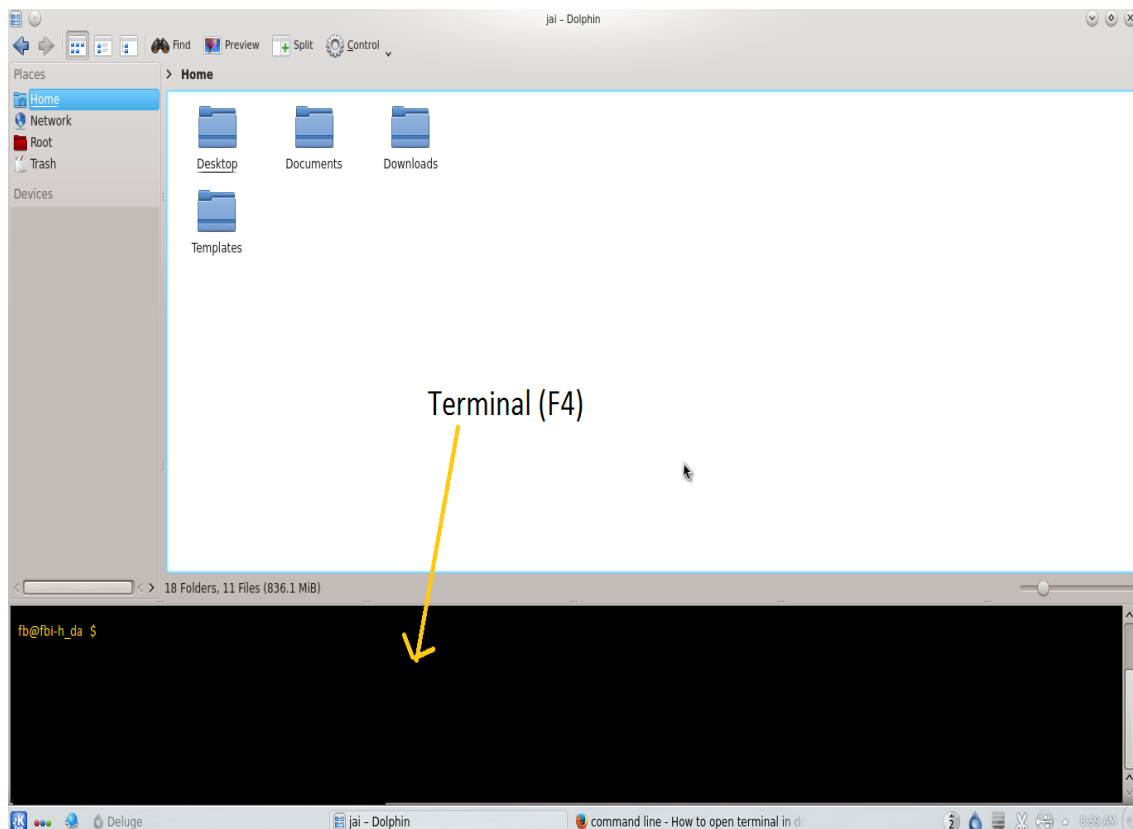 jai – Dolphin
Find Preview Split Control
Places
> Home
Home
Network
Root
Trash
Devices
Desktop Documents Downloads
Templates
Terminal (F4)
18 Folders, 11 Files (836.1 MiB)
fb@fbi-h_da $
Deluge jai – Dolphin command line - How to open terminal in 2 8:59 AM